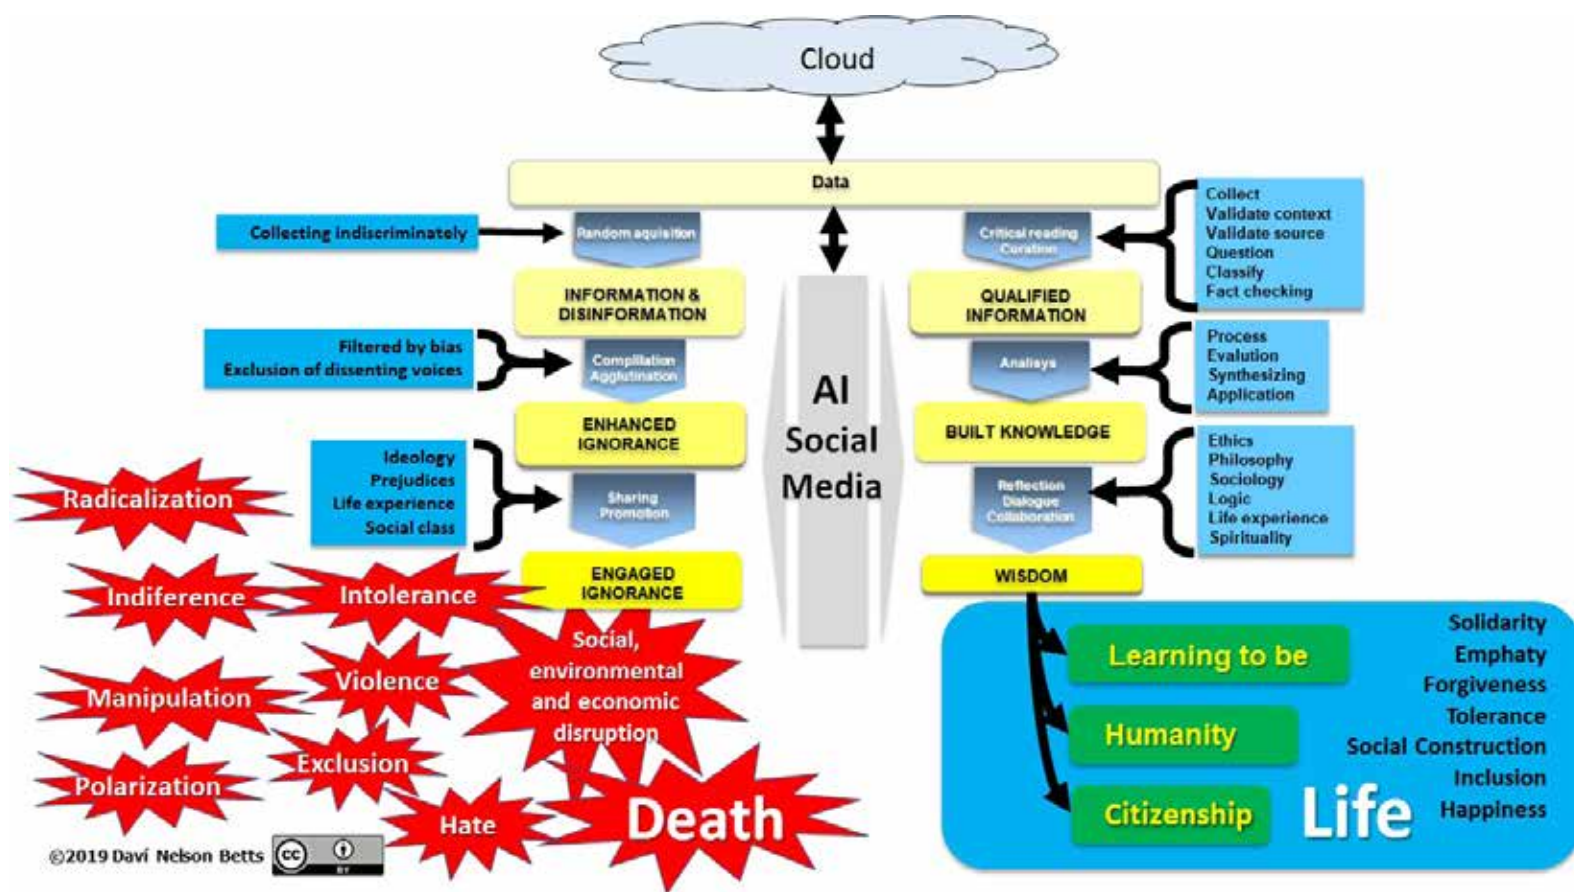 Cloud
Data
Collecting indiscriminately
Random aquisition
INFORMATION &
DISINFORMATION
Filtered by bias
Exclusion of dissenting voices
Compillation
Agglutination
ENHANCED
IGNORANCE
Ideology
Prejudices
Life experience
Social class
Sharing
Promotion
ENGAGED
IGNORANCE
AI
Social
Media
Critical reading
Curation
Collect
Validate context
Validate source
Question
Classify
Fact checking
QUALIFIED
INFORMATION
Analisys
Process
Evalution
Synthesizing
Application
BUILT KNOWLEDGE
Reflection
Dialogue
Collaboration
Ethics
Philosophy
Sociology
Logic
Life experience
Spirituality
WISDOM
Radicalization
Indiference
Intolerance
Social,
environmental
and economic
disruption
Manipulation
Violence
Polarization
Exclusion
Hate
Death
Learning to be
Humanity
Citizenship
Solidarity
Emphaty
Forgiveness
Tolerance
Social Construction
Inclusion
Happiness
Life
©2019 Daví Nelson Betts
cc
BY